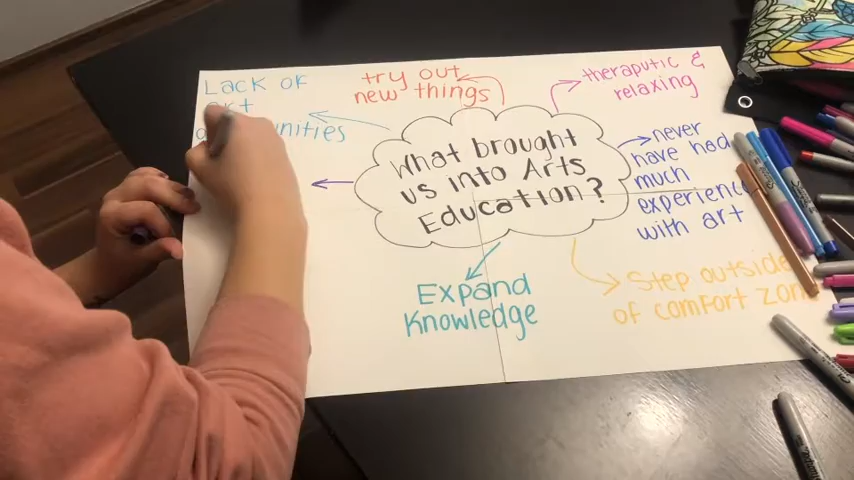 What brought
us into Arts
Education?
Lack of
art
try out
new things
theraputic &
relaxing
never
have had
much
experience
with art
Step outside
of comfort zone
Expand
Knowledge